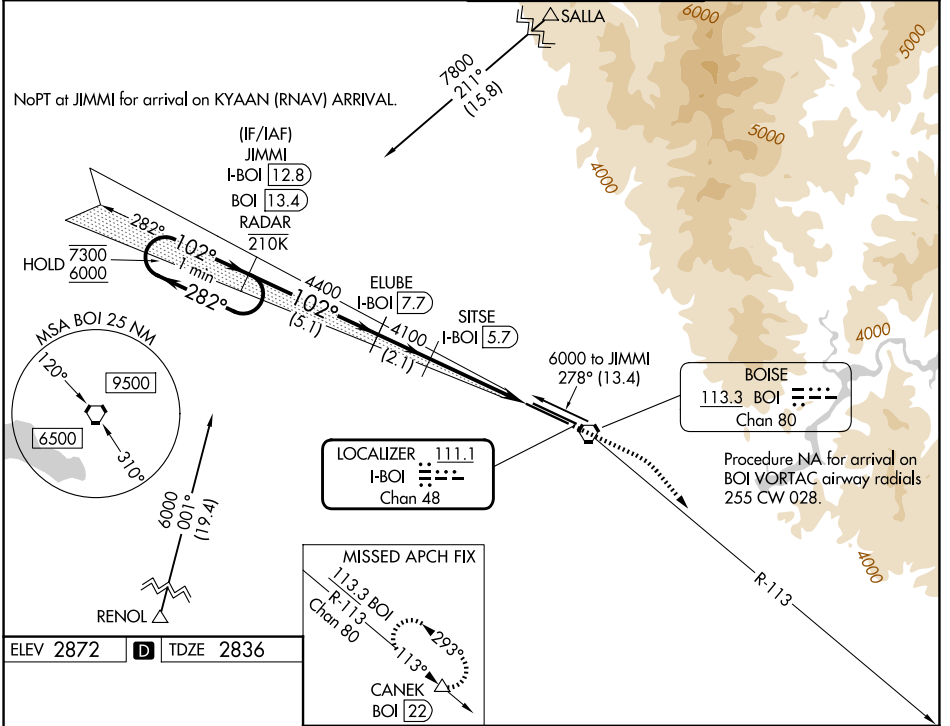 SALLA
6000
5000
7800
211°
(15.8)
NoPT at JIMMI for arrival on KYAAN (RNAV) ARRIVAL.
5000
4000
(IF/IAF)
JIMMI
I-BOI 12.8
BOI 13.4
RADAR
210K
282°
102°
HOLD 7300
6000
1 min
282°
4400
102°
(5.1)
ELUBE
I-BOI 7.7
4100
(2.1)
SITSE
I-BOI 5.7
4000
MSA BOI 25 NM
120°
9500
6500
310°
6000 to JIMMI
278° (13.4)
BOISE
113.3 BOI
Chan 80
LOCALIZER 111.1
I-BOI
Chan 48
Procedure NA for arrival on
BOI VORTAC airway radials
255 CW 028.
6000
001°
(19.4)
RENOL
4000
R-113
MISSED APCH FIX
113.3 BOI
R-113
Chan 80
293°
113°
CANEK
BOI 22
ELEV 2872 D TDZE 2836